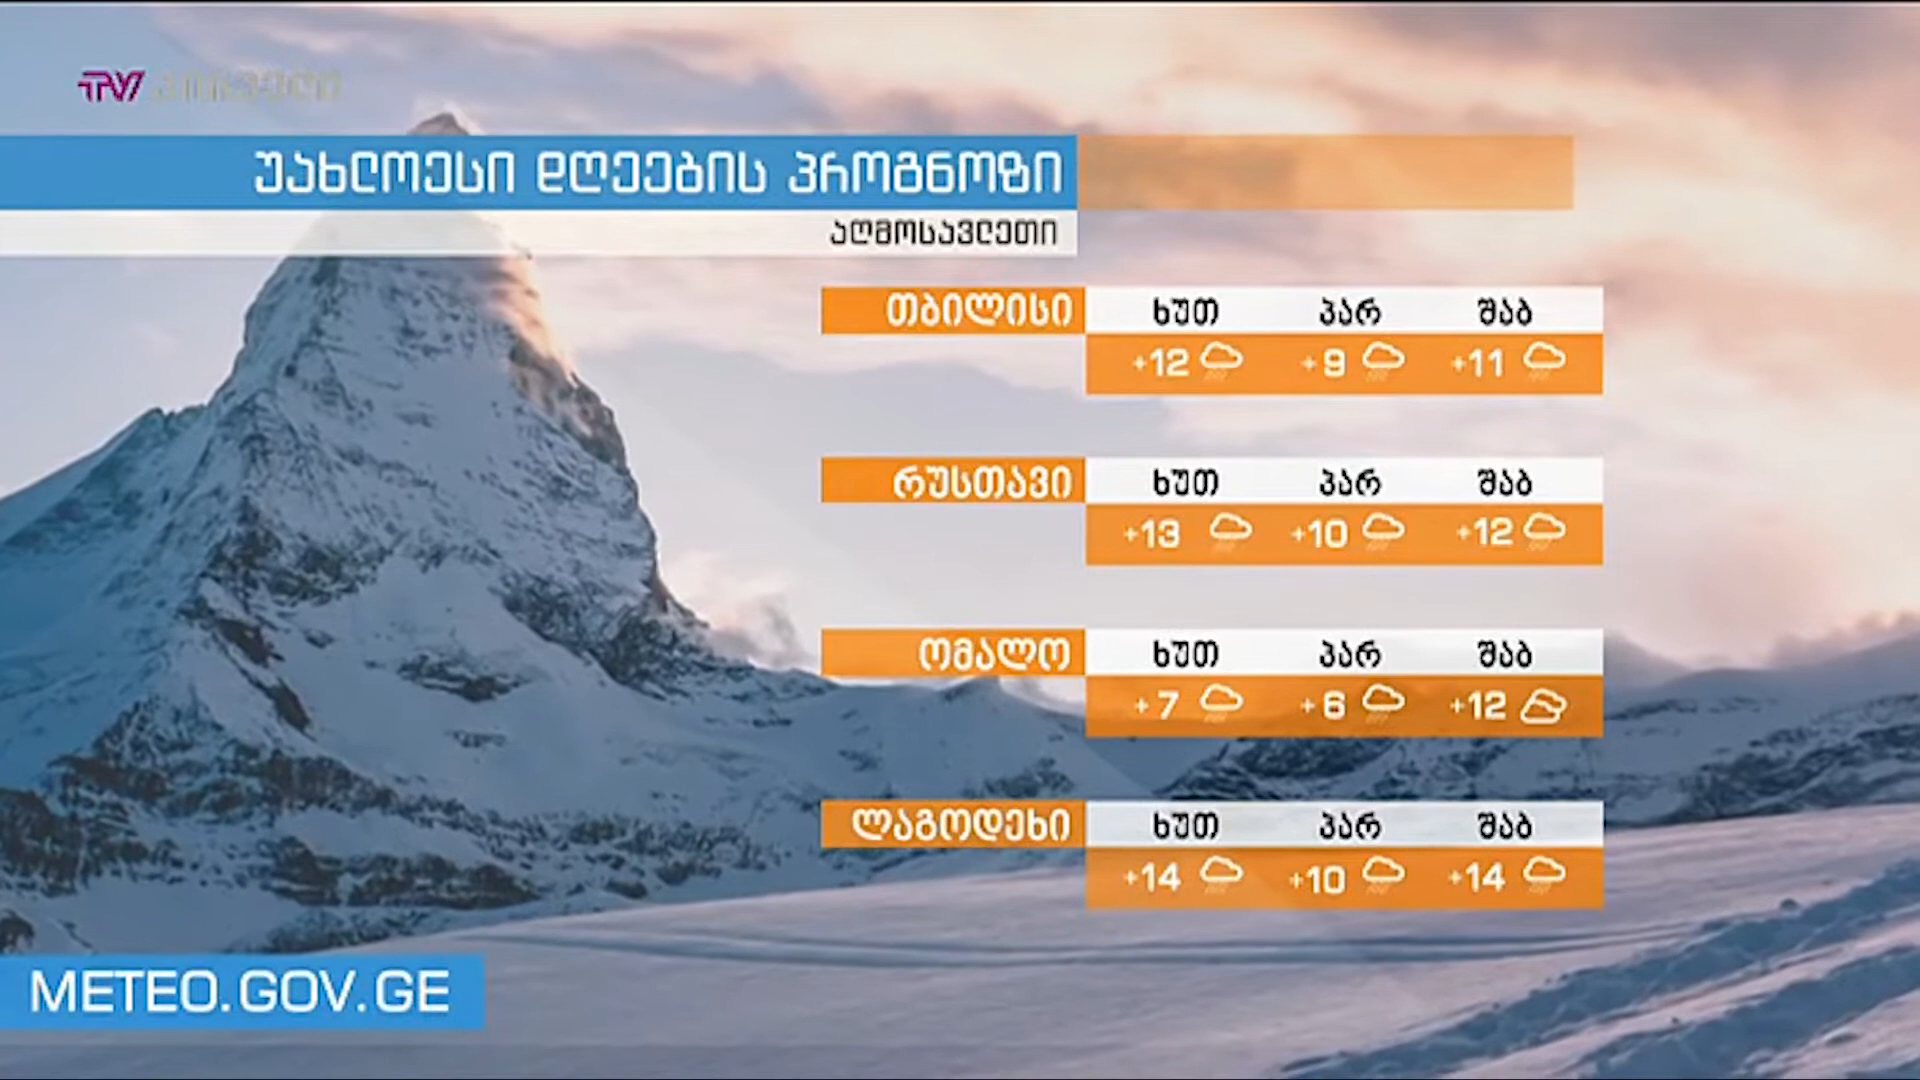 TV პირველი
უახლოესი დღეების პროგნოზი
აღმოსავლეთი
თბილისი ხუთ პარ შაბ
+12 +9 +11
რუსთავი ხუთ პარ შაბ
+13 +10 +12
ომალო ხუთ პარ შაბ
+7 +6 +12
ლაგოდეხი ხუთ პარ შაბ
+14 +10 +14
METEO.GOV.GE